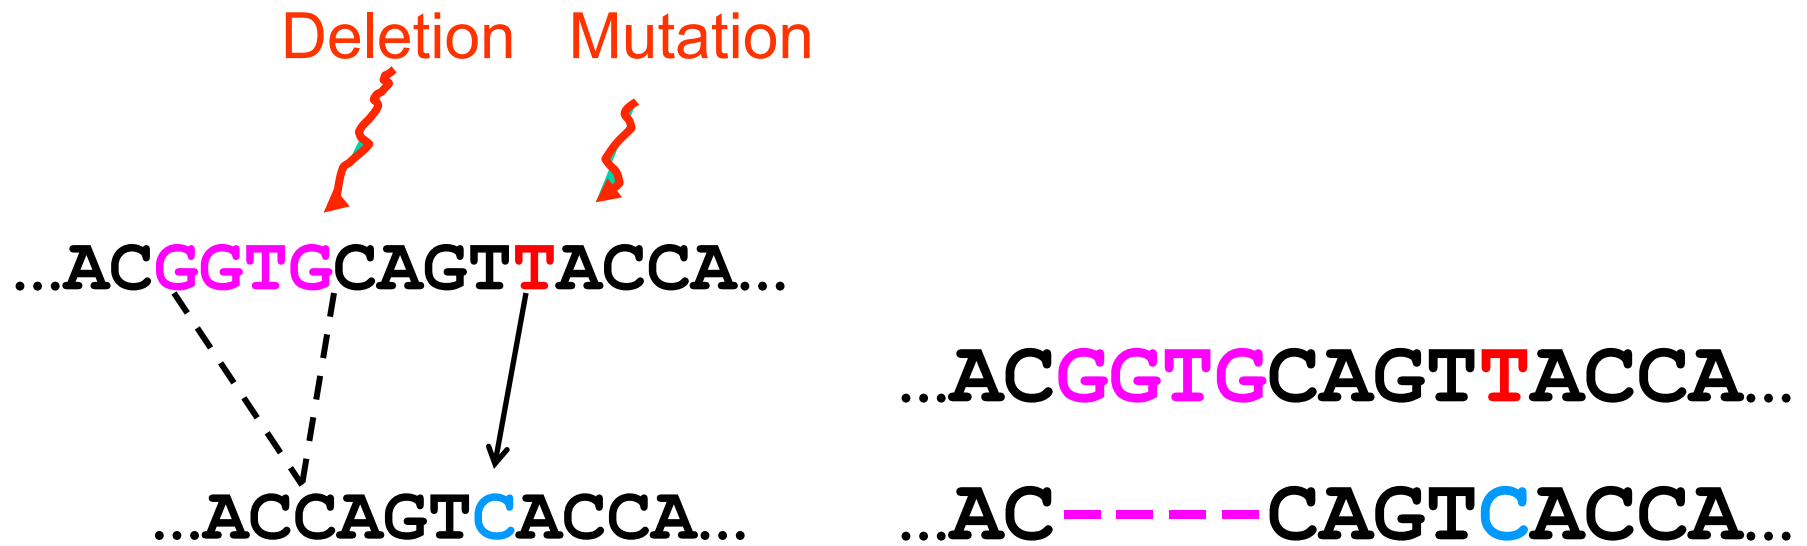 Deletion Mutation
...ACGGTGCAGTTACCA...
...ACCAGTCACCA...
...ACGGTGCAGTTACCA...
...AC----CAGTCACCA...